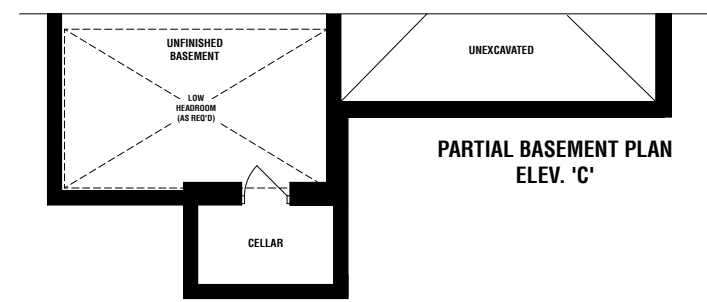 UNFINISHED
BASEMENT
UNEXCAVATED
LOW
HEADROOM
(AS REQ'D)
PARTIAL BASEMENT PLAN
ELEV. 'C'
CELLAR